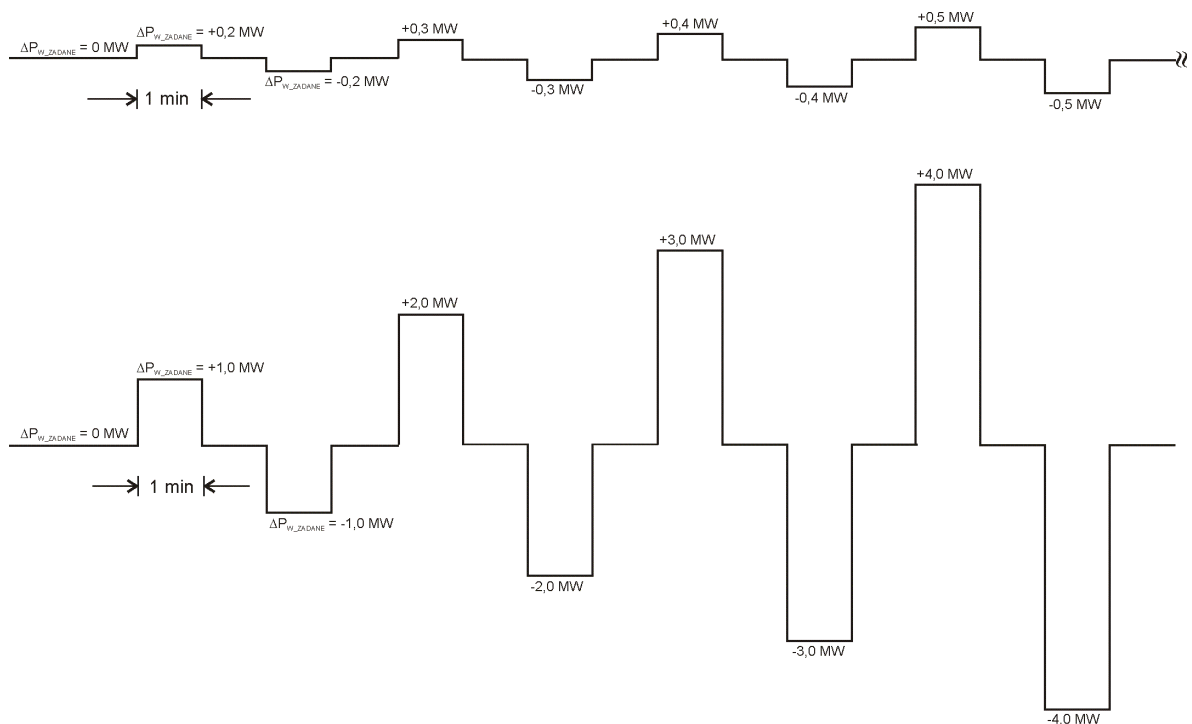 ΔP_W_ZADANE = 0 MW
ΔP_W_ZADANE = +0,2 MW
ΔP_W_ZADANE = -0,2 MW
+0,3 MW
-0,3 MW
+0,4 MW
-0,4 MW
+0,5 MW
-0,5 MW
1 min
ΔP_W_ZADANE = 0 MW
ΔP_W_ZADANE = +1,0 MW
ΔP_W_ZADANE = -1,0 MW
+2,0 MW
-2,0 MW
+3,0 MW
-3,0 MW
+4,0 MW
-4.0 MW
1 min